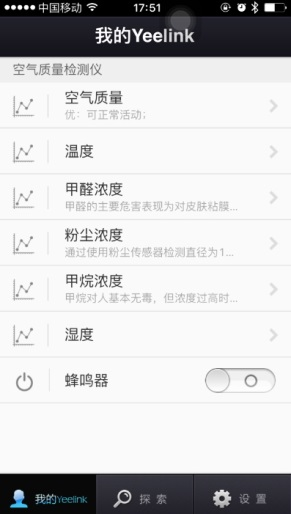 中国移动 17:51
我的Yeelink
空气质量检测仪
空气质量
优：可正常活动；
温度
甲醛浓度
甲醛的主要危害表现为对皮肤粘膜...
粉尘浓度
通过使用粉尘传感器检测直径为1...
甲烷浓度
甲烷对人基本无毒，但浓度过高时...
湿度
蜂鸣器
我的Yeelink 探索 设置